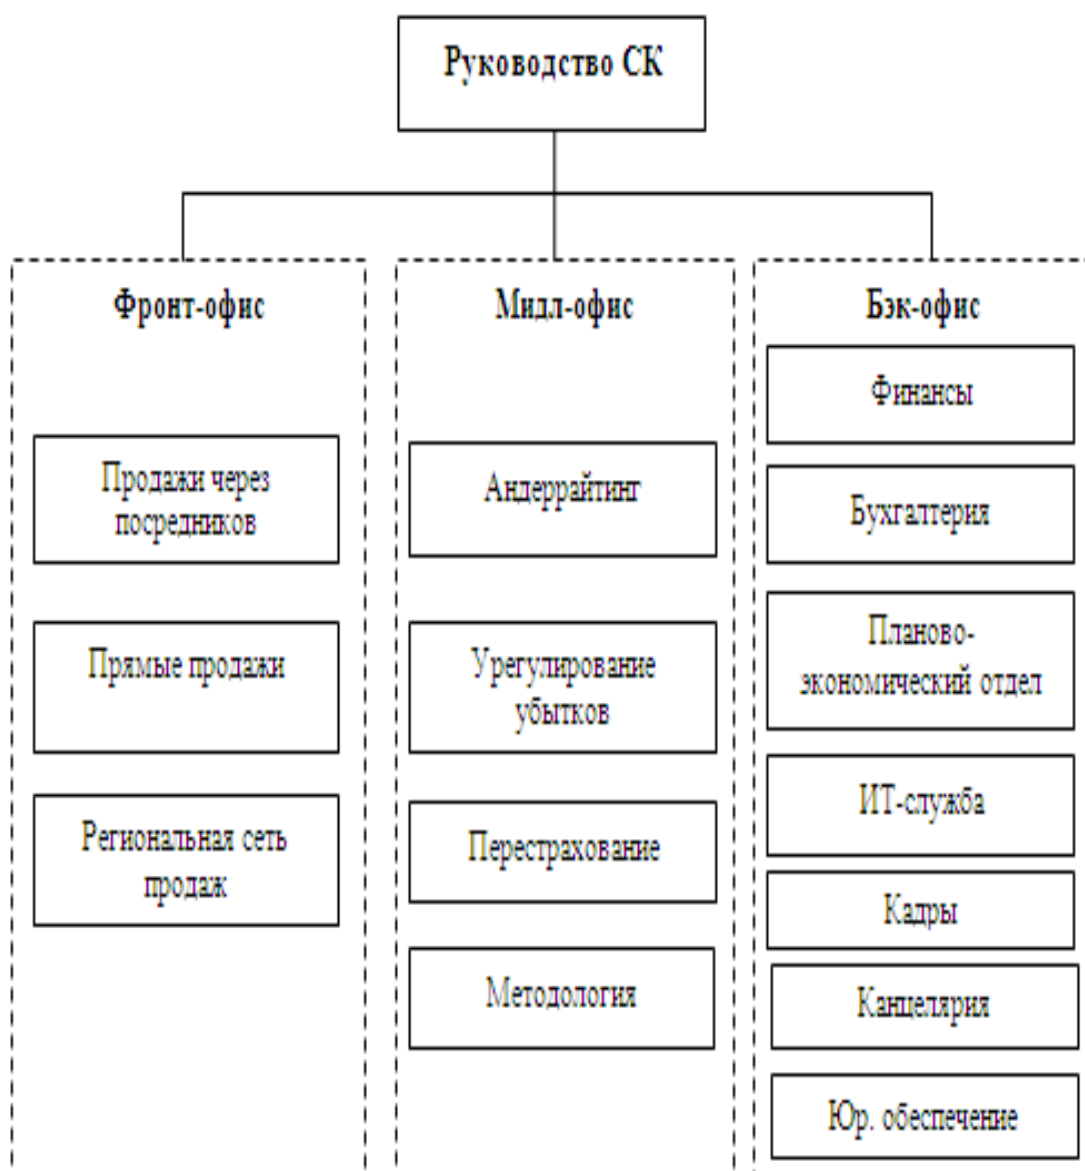 Руководство СК
Фронт-офис
Продажи через
посредников
Прямые продажи
Региональная сеть
продаж
Мидл-офис
Андеррайтинг
Урегулирование
убытков
Перестрахование
Методология
Бэк-офис
Финансы
Бухгалтерия
Планово-
экономический отдел
ИТ-служба
Кадры
Канцелярия
Юр. обеспечение